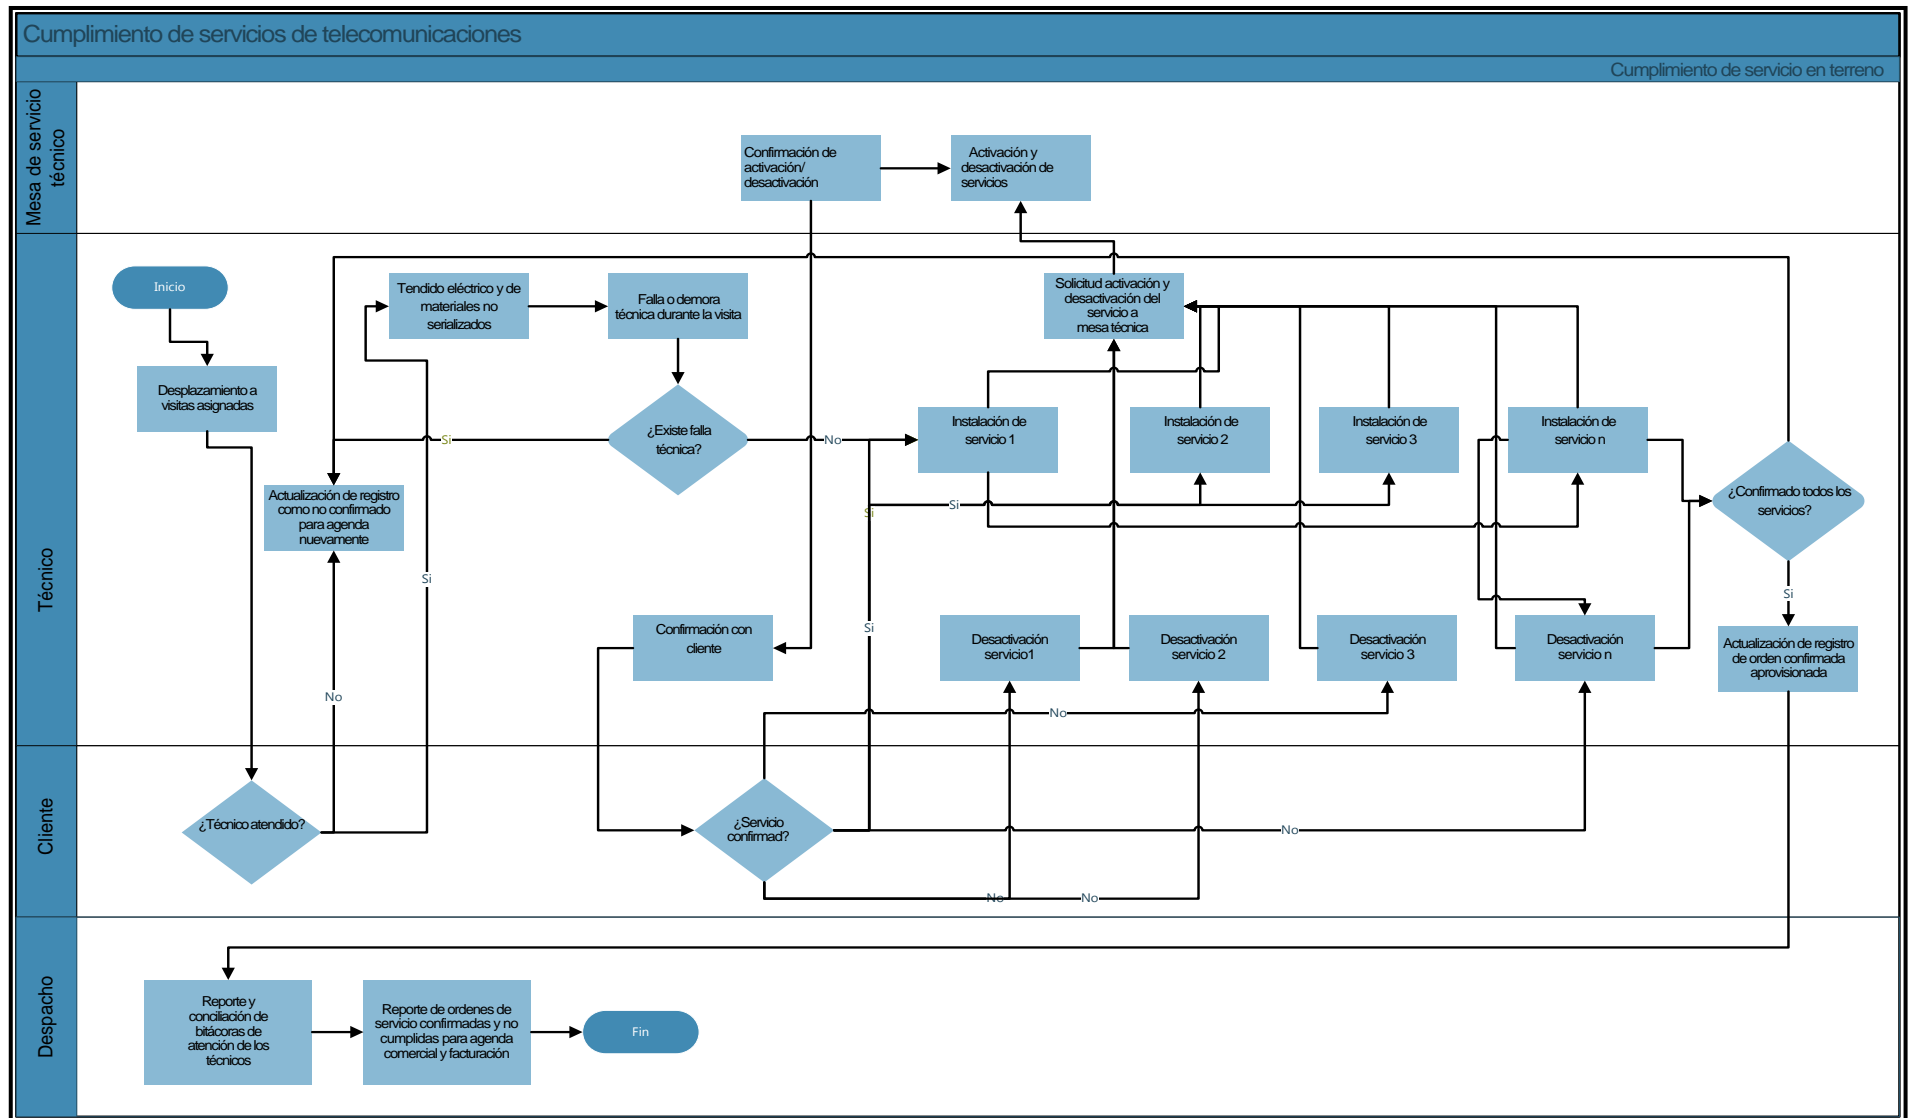 Cumplimiento de servicios de telecomunicaciones
Cumplimiento de servicio en terreno
Mesa de servicio
técnico
Confirmación de
activación/
desactivación
Activación y
desactivación de
servicios
Técnico
Inicio
Tendido eléctrico y de
materiales no
serializados
Falla o demora
técnica durante la visita
Solicitud activación y
desactivación del
servicio a
mesa técnica
Desplazamiento a
visitas asignadas
¿Existe falla
técnica?
Si
No
Instalación de
servicio 1
Instalación de
servicio 2
Instalación de
servicio 3
Instalación de
servicio n
Actualización de registro
como no confirmado
para agenda
nuevamente
Si
Si
¿Confirmado todos los
servicios?
Si
Si
Si
Confirmación con
cliente
Desactivación
servicio1
Desactivación
servicio 2
Desactivación
servicio 3
Desactivación
servicio n
Actualización de registro
de orden confirmada
aprovisionada
No
No
Cliente
¿Técnico atendido?
¿Servicio
confirmad?
No
No
No
Despacho
Reporte y
conciliación de
bitácoras de
atención de los
técnicos
Reporte de ordenes de
servicio confirmadas y no
cumplidas para agenda
comercial y facturación
Fin